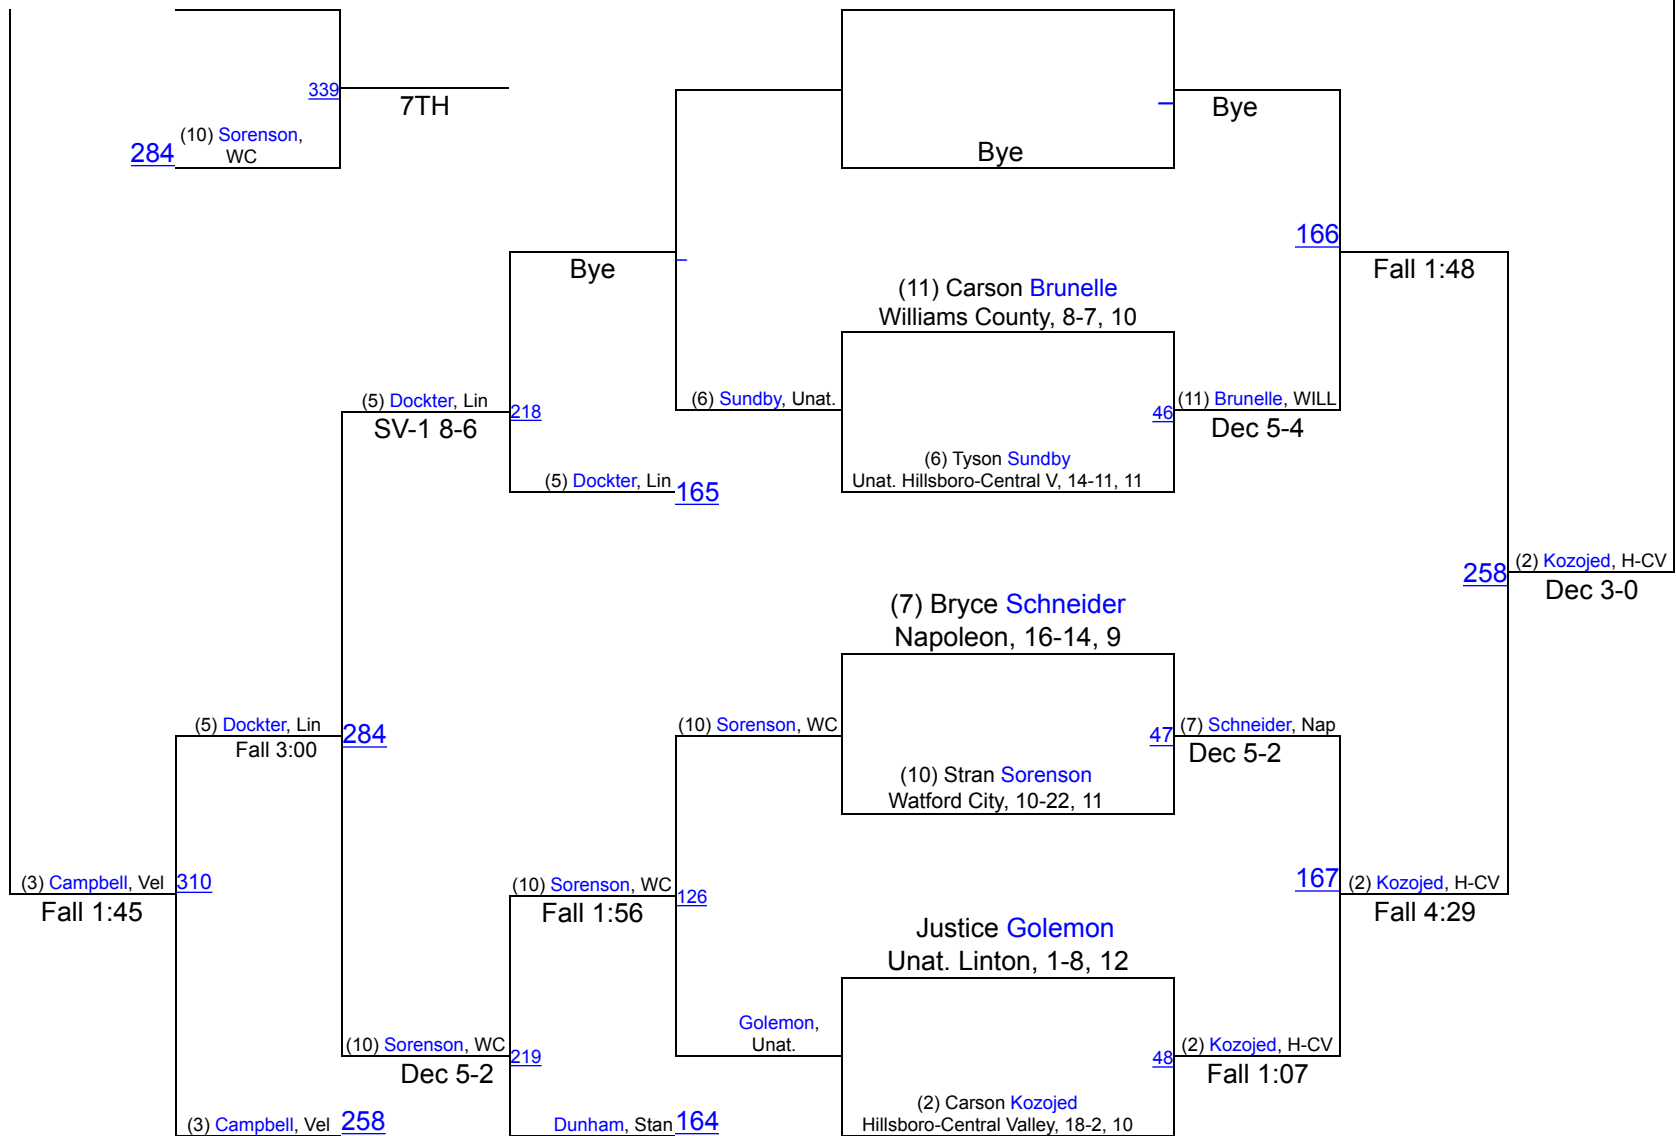 339
7TH
(10) Sorenson,
WC
284
Bye
Bye
166
Fall 1:48
Bye
(11) Carson Brunelle
Williams County, 8-7, 10
(5) Dockter, Lin
SV-1 8-6
218
(6) Sundby, Unat.
46
(11) Brunelle, WILL
Dec 5-4
(6) Tyson Sundby
Unat. Hillsboro-Central V, 14-11, 11
(5) Dockter, Lin
165
258
(2) Kozojed, H-CV
Dec 3-0
(7) Bryce Schneider
Napoleon, 16-14, 9
(5) Dockter, Lin
Fall 3:00
284
(10) Sorenson, WC
47
(7) Schneider, Nap
Dec 5-2
(10) Stran Sorenson
Watford City, 10-22, 11
(3) Campbell, Vel
Fall 1:45
310
(10) Sorenson, WC
Fall 1:56
126
167
(2) Kozojed, H-CV
Fall 4:29
Justice Golemon
Unat. Linton, 1-8, 12
Golemon,
Unat.
(10) Sorenson, WC
Dec 5-2
219
48
(2) Kozojed, H-CV
Fall 1:07
(2) Carson Kozojed
Hillsboro-Central Valley, 18-2, 10
(3) Campbell, Vel
258
Dunham, Stan
164